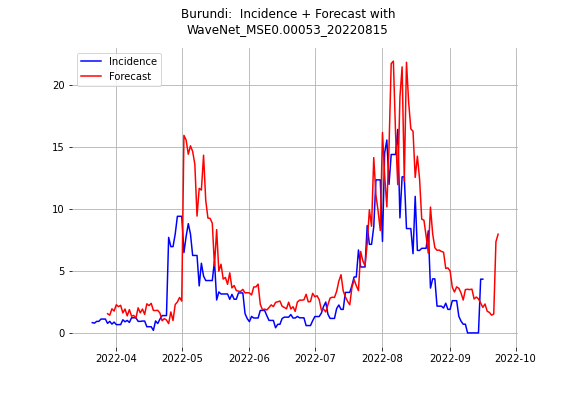 Burundi:  Incidence + Forecast with
WaveNet_MSE0.00053_20220815
Incidence
Forecast
20
15
10
5
0
2022-04 2022-05 2022-06 2022-07 2022-08 2022-09 2022-10